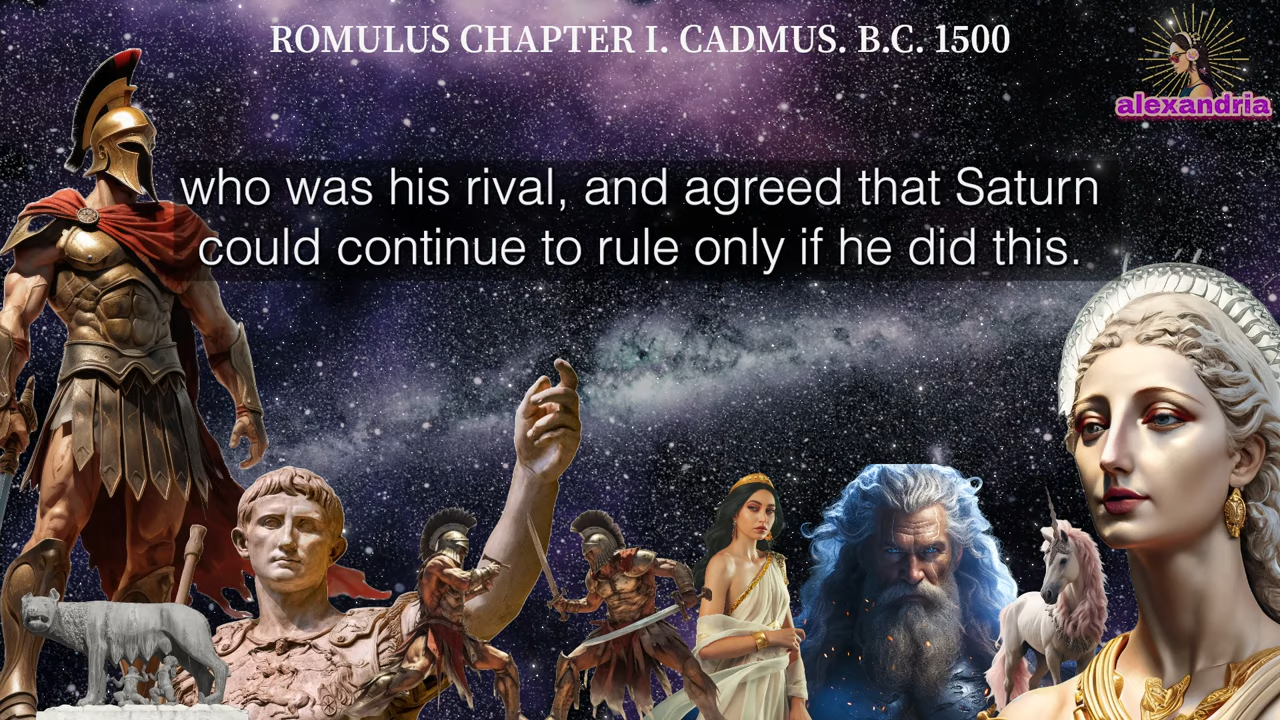 ROMULUS CHAPTER I. CADMUS. B.C. 1500
alexandria
who was his rival, and agreed that Saturn
could continue to rule only if he did this.